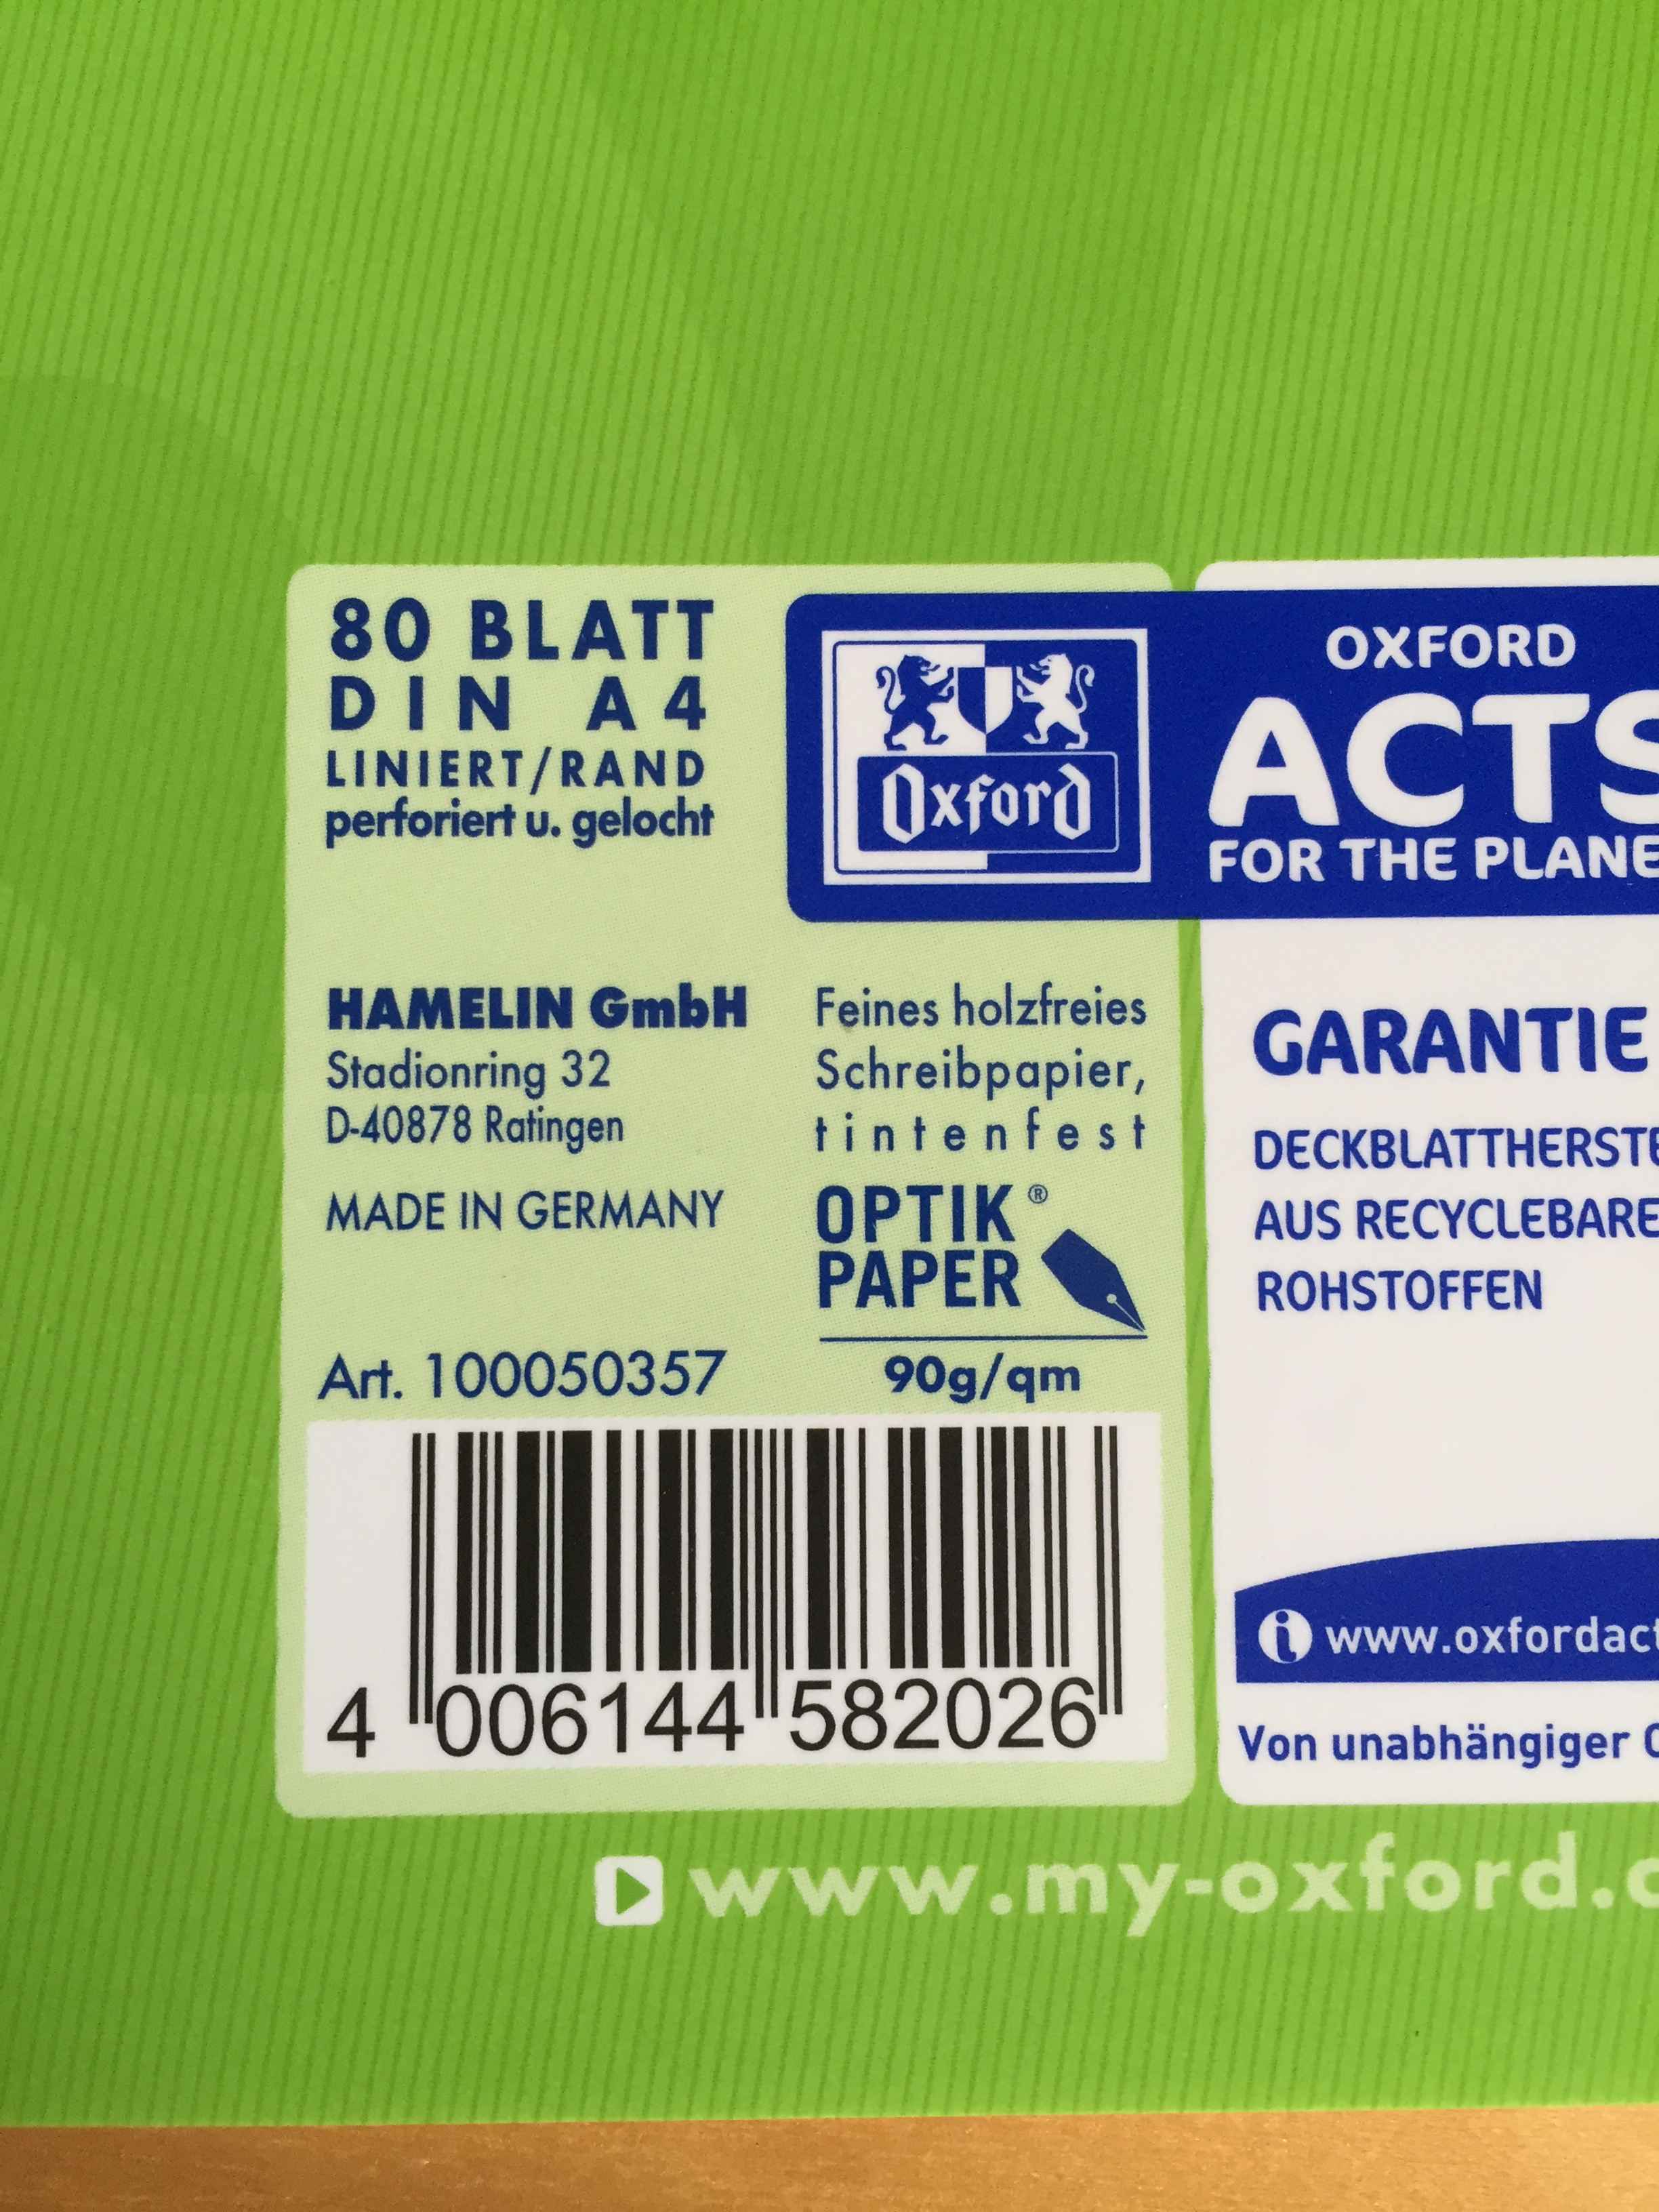 80 BLATT
DIN A4
LINIERT/RAND
perforiert u. gelocht
Oxford
OXFORD
ACTS
FOR THE PLANE
HAMELIN GmbH
Stadionring 32
D-40878 Ratingen
MADE IN GERMANY
Feines holzfreies
Schreibpapier,
tintenfest
OPTIK®
PAPER
90g/qm
Art. 100050357
4 006144 582026
GARANTIE
DECKBLATTHERSTE
AUS RECYCLEBARE
ROHSTOFFEN
i www.oxfordact
Von unabhängiger
www.my-oxford.